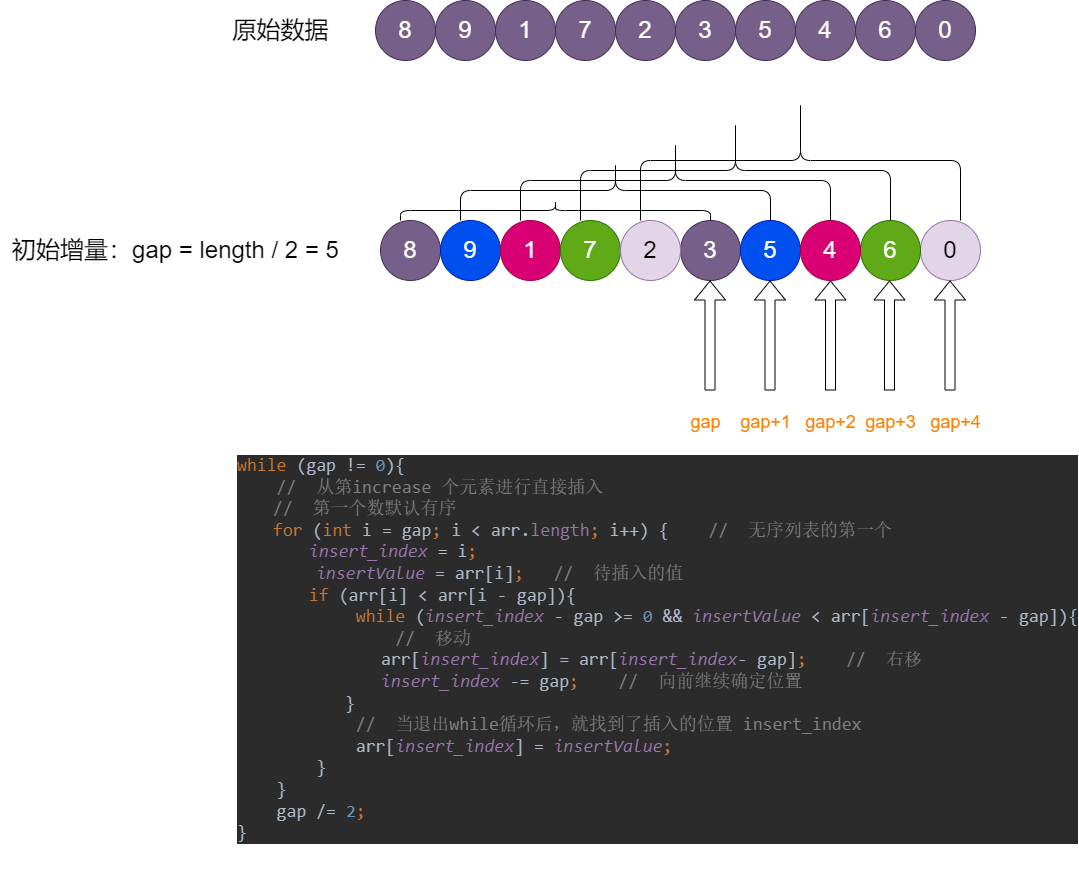 原始数据 8 9 1 7 2 3 5 4 6 0
初始增量：gap = length / 2 = 5 8 9 1 7 2 3 5 4 6 0
gap gap+1 gap+2 gap+3 gap+4
while (gap != 0){
    //  从第increase 个元素进行直接插入
    //  第一个数默认有序
    for (int i = gap; i < arr.length; i++) {    //  无序列表的第一个
        insert_index = i;
        insertValue = arr[i];   //  待插入的值
        if (arr[i] < arr[i - gap]){
            while (insert_index - gap >= 0 && insertValue < arr[insert_index - gap]){
                //  移动
                arr[insert_index] = arr[insert_index- gap];    //  右移
                insert_index -= gap;    //  向前继续确定位置
            }
            //  当退出while循环后，就找到了插入的位置 insert_index
            arr[insert_index] = insertValue;
        }
    }
    gap /= 2;
}